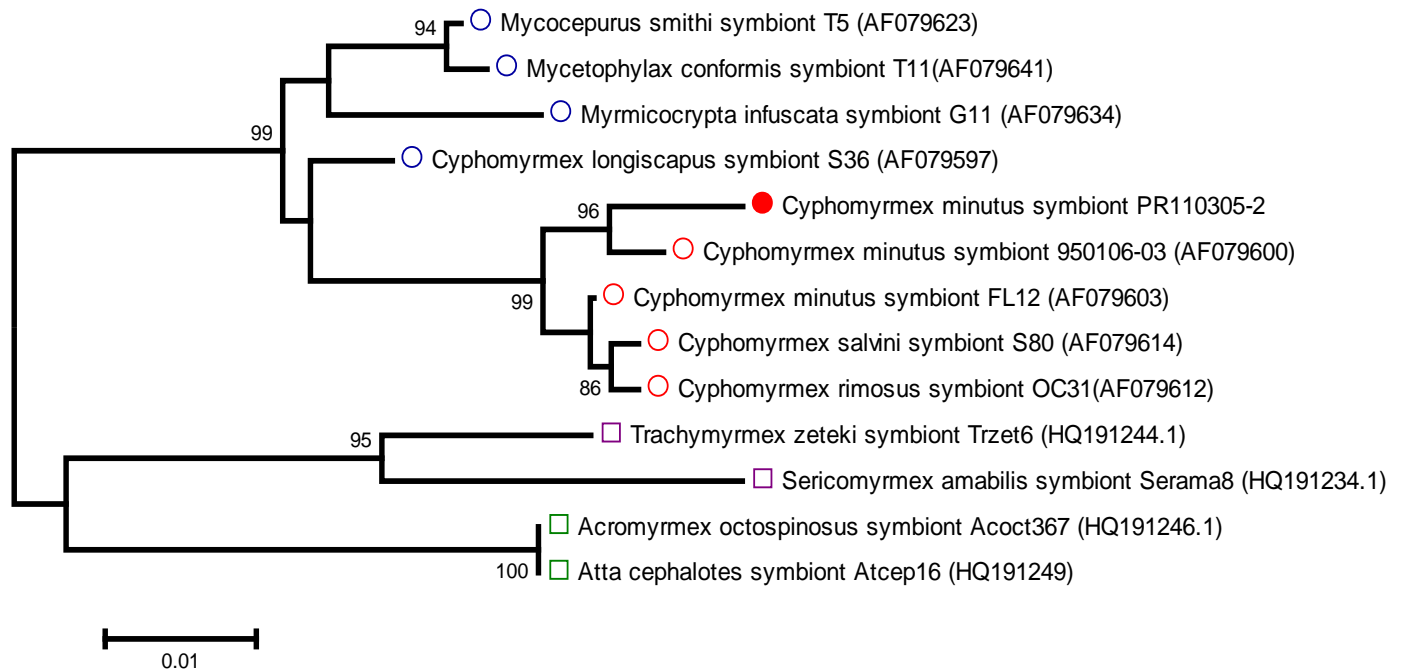 94
Mycocepurus smithi symbiont T5 (AF079623)
Mycetophylax conformis symbiont T11(AF079641)
Myrmicocrypta infuscata symbiont G11 (AF079634)
99
Cyphomyrmex longiscapus symbiont S36 (AF079597)
96
Cyphomyrmex minutus symbiont PR110305-2
Cyphomyrmex minutus symbiont 950106-03 (AF079600)
99
Cyphomyrmex minutus symbiont FL12 (AF079603)
Cyphomyrmex salvini symbiont S80 (AF079614)
86
Cyphomyrmex rimosus symbiont OC31(AF079612)
95
Trachymyrmex zeteki symbiont Trzet6 (HQ191244.1)
Sericomyrmex amabilis symbiont Serama8 (HQ191234.1)
Acromyrmex octospinosus symbiont Acoct367 (HQ191246.1)
100
Atta cephalotes symbiont Atcep16 (HQ191249)
0.01